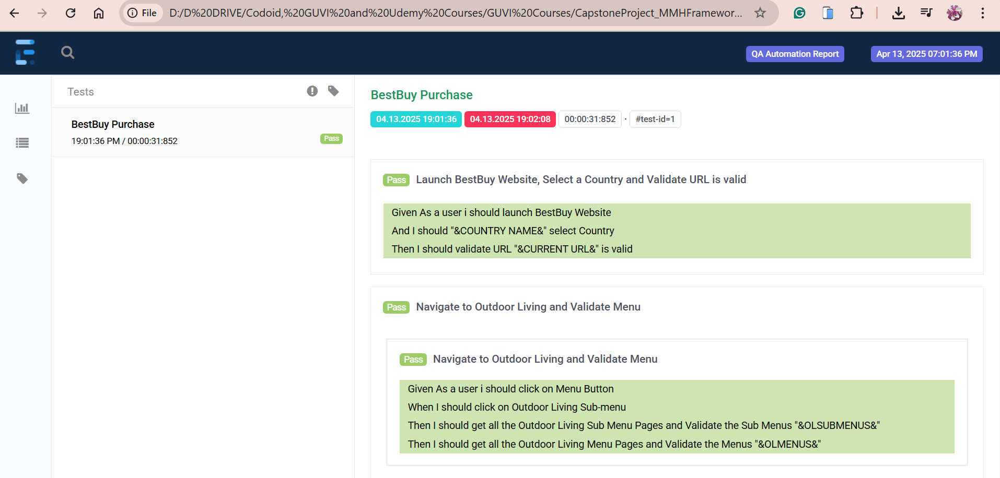 File
D:/D%20DRIVE/Codoid,%20GUVI%20and%20Udemy%20Courses/GUVI%20Courses/CapstoneProject_MMHFramewor...
QA Automation Report
Apr 13, 2025 07:01:36 PM
Tests
BestBuy Purchase
19:01:36 PM / 00:00:31:852
Pass
BestBuy Purchase
04.13.2025 19:01:36 04.13.2025 19:02:08 00:00:31:852 · #test-id=1
Pass Launch BestBuy Website, Select a Country and Validate URL is valid
Given As a user i should launch BestBuy Website
And I should "&COUNTRY NAME&" select Country
Then I should validate URL "&CURRENT URL&" is valid
Pass Navigate to Outdoor Living and Validate Menu
Pass Navigate to Outdoor Living and Validate Menu
Given As a user i should click on Menu Button
When I should click on Outdoor Living Sub-menu
Then I should get all the Outdoor Living Sub Menu Pages and Validate the Sub Menus "&OLSUBMENUS&"
Then I should get all the Outdoor Living Menu Pages and Validate the Menus "&OLMENUS&"